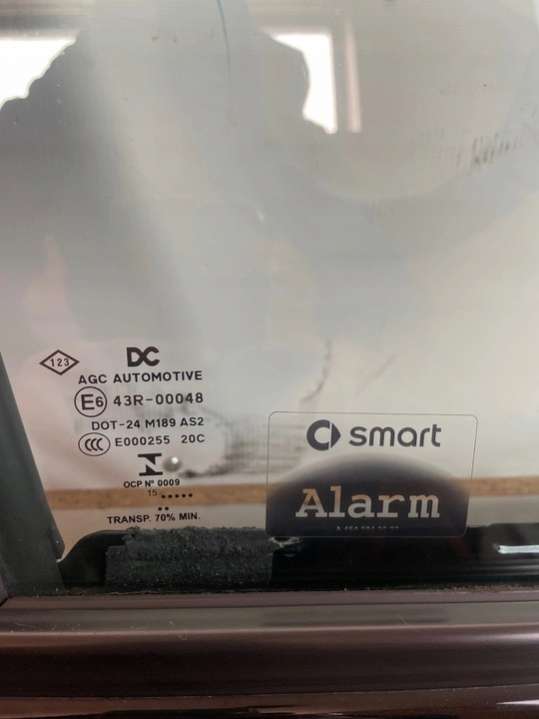 123
DC
AGC AUTOMOTIVE
E6 43R-00048
DOT-24 M189 AS2
CCC E000255 20C
OCP Nº 0009
15 ......
..
TRANSP. 70% MIN.
smart
Alarm